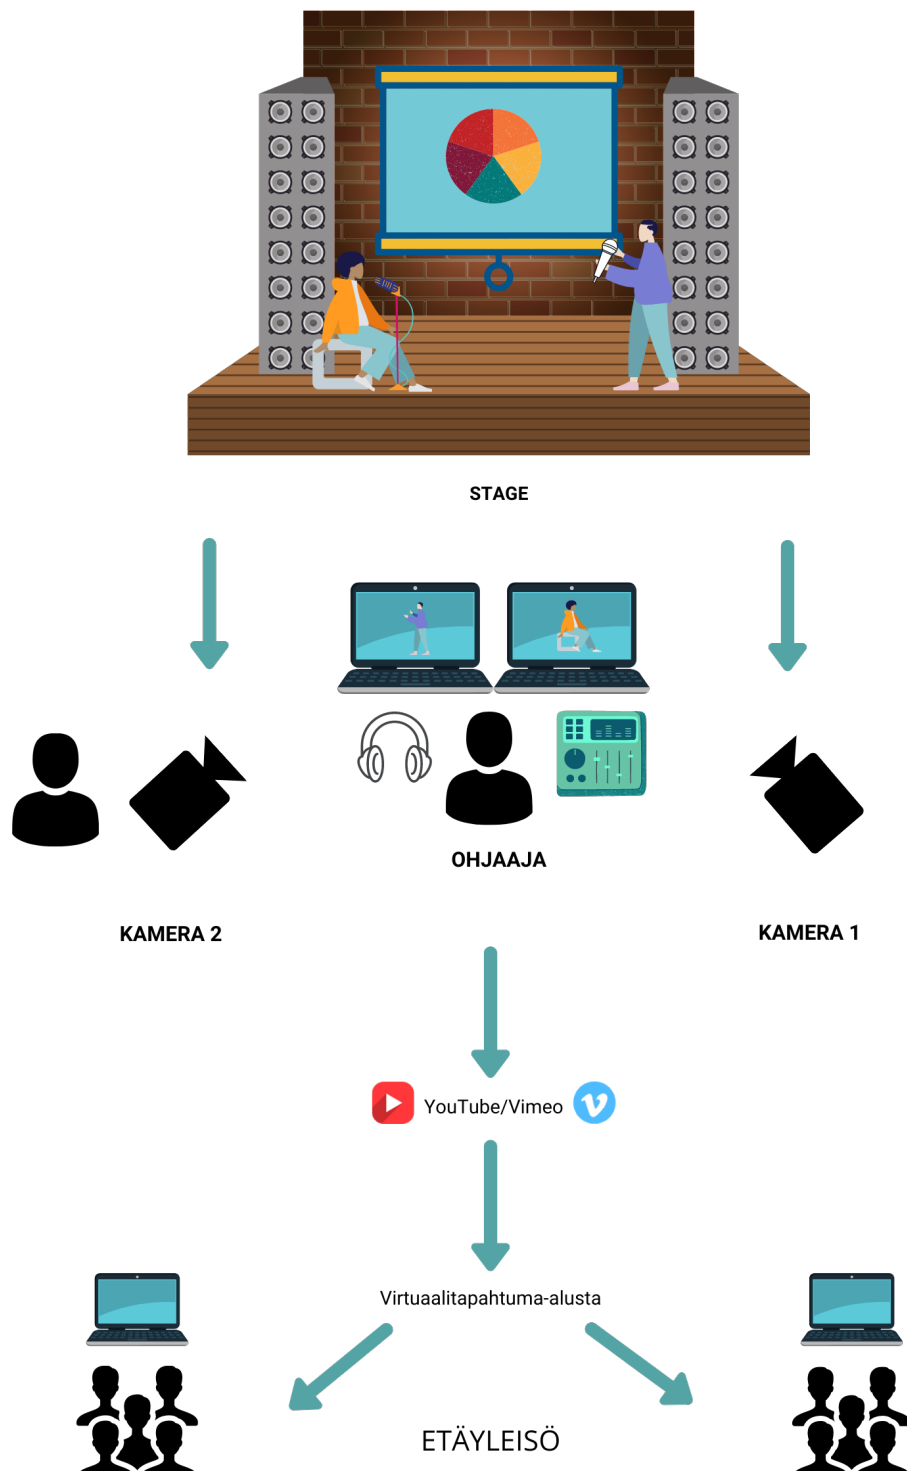 STAGE
OHJAAJA
KAMERA 2
KAMERA 1
YouTube/Vimeo
Virtuaalitapahtuma-alusta
ETÄYLEISÖ